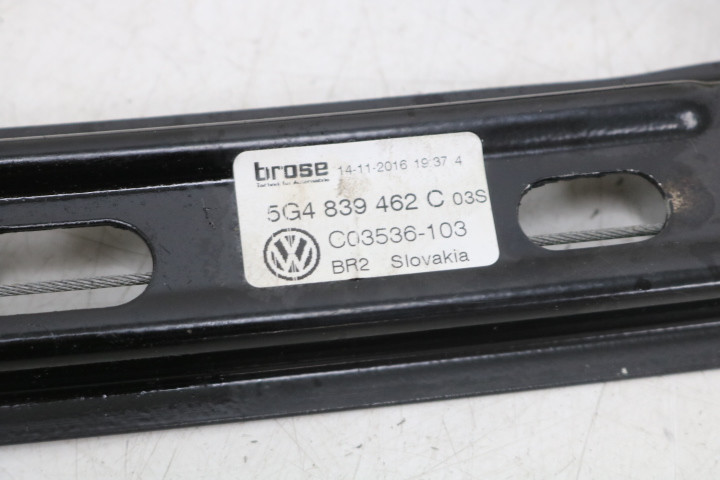 brose 14-11-2016 19:37 4
5G4 839 462 C 03S
C03536-103
BR2 Slovakia